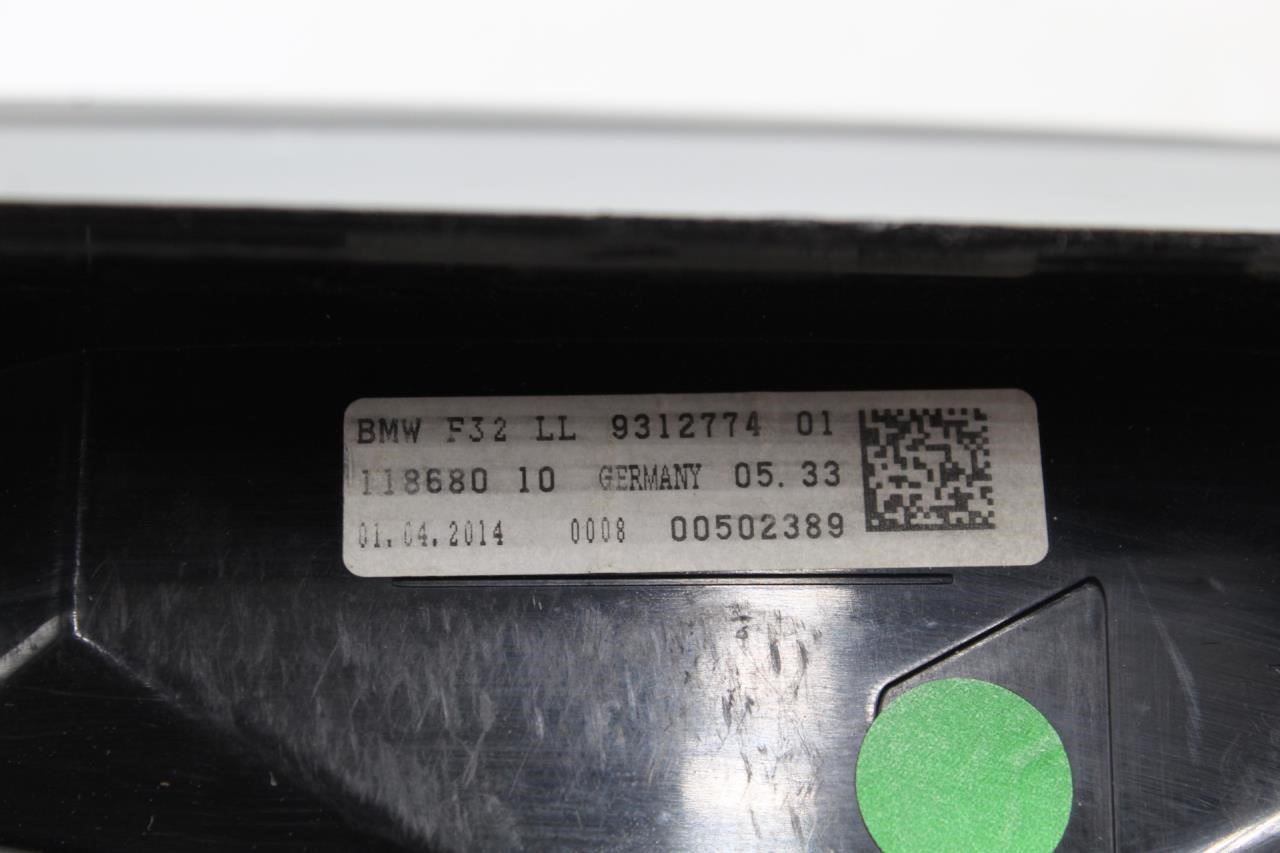 BMW F32 LL 9312774 01
118680 10 GERMANY 05.33
01.04.2014 0008 00502389